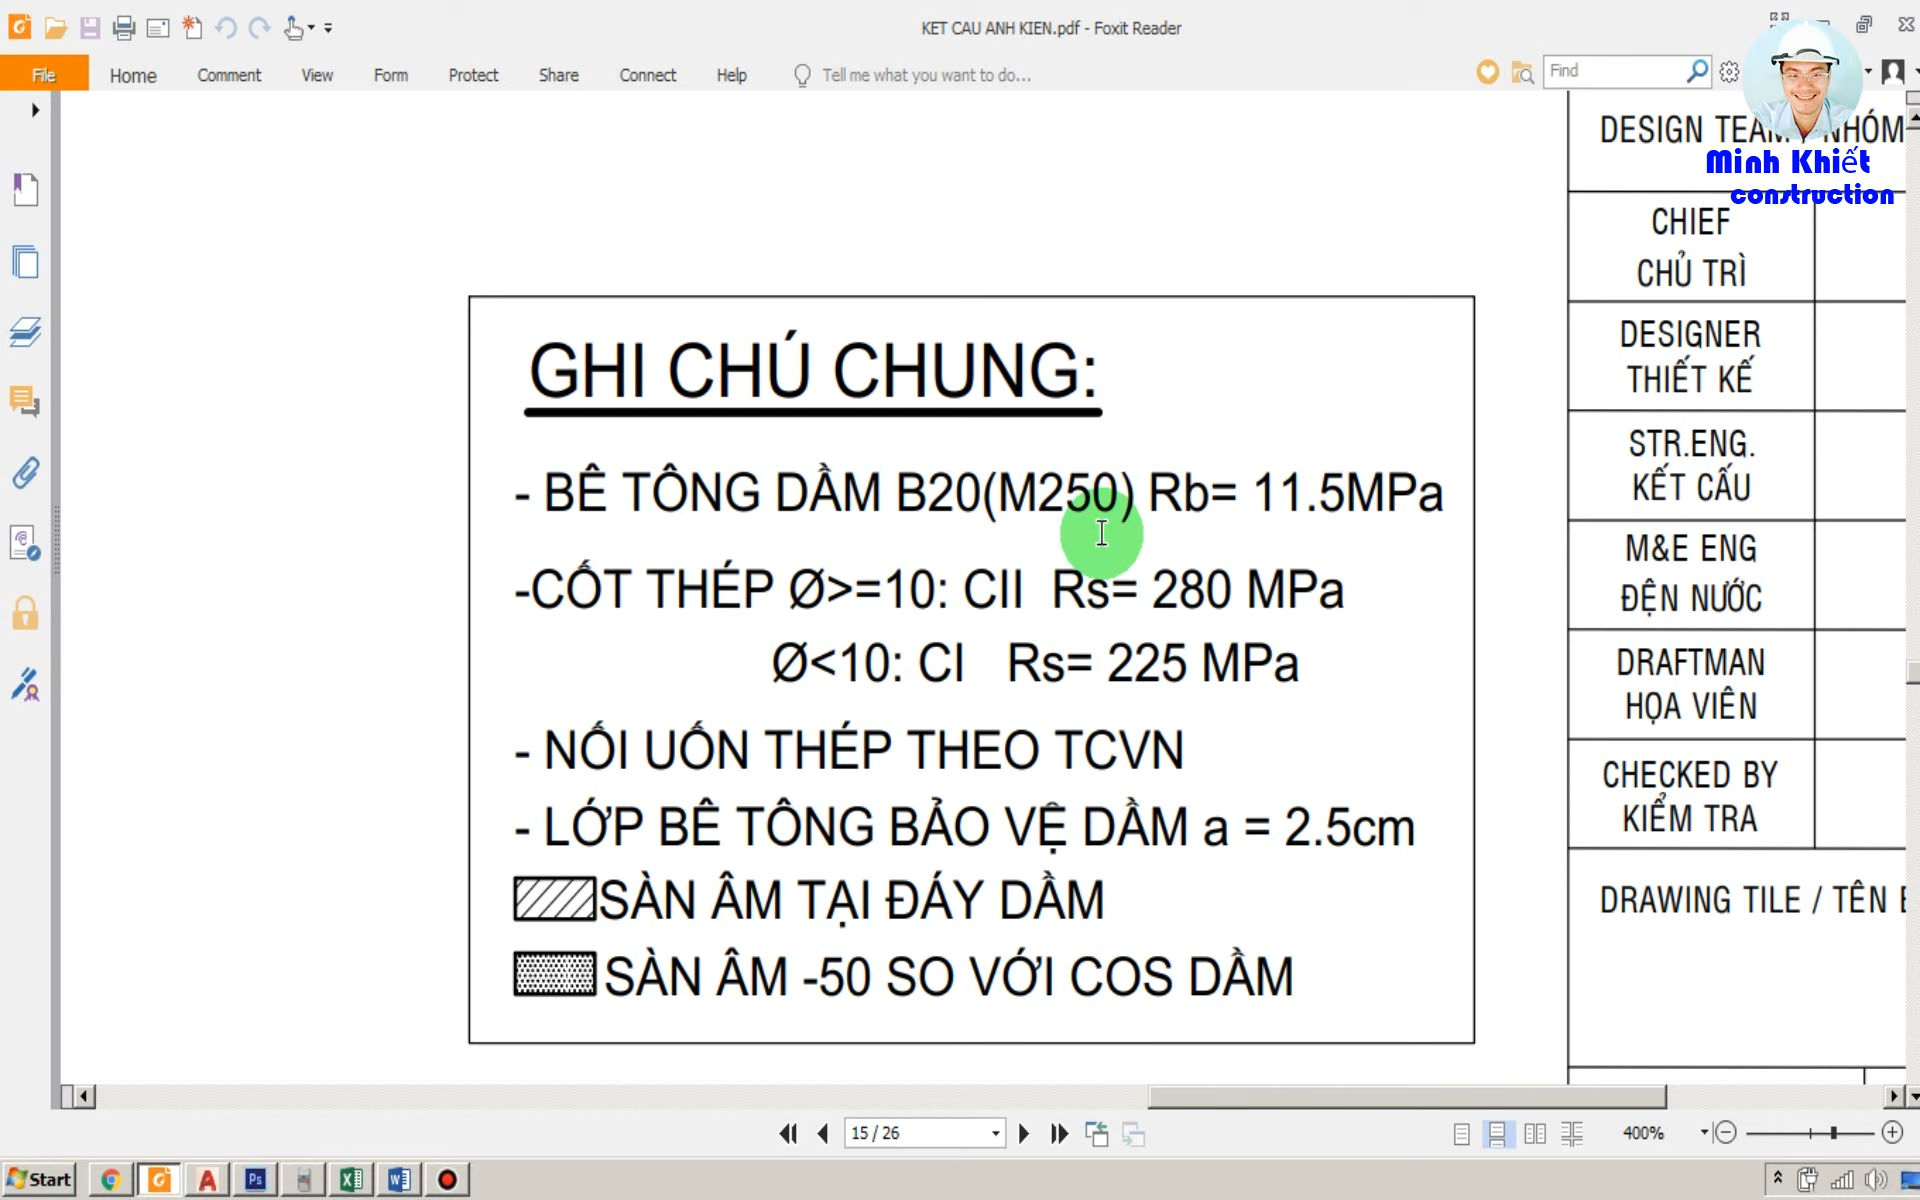 KET CAU ANH KIEN.pdf - Foxit Reader
File Home Comment View Form Protect Share Connect Help Tell me what you want to do... Find
DESIGN TEAM / NHÓM
Minh Khiết
construction
CHIEF
CHỦ TRÌ
DESIGNER
THIẾT KẾ
STR.ENG.
KẾT CẤU
M&E ENG
ĐỆN NƯỚC
DRAFTMAN
HỌA VIÊN
CHECKED BY
KIỂM TRA
DRAWING TILE / TÊN
GHI CHÚ CHUNG:
- BÊ TÔNG DẦM B20(M250) Rb= 11.5MPa
-CỐT THÉP Ø>=10: CII Rs= 280 MPa
Ø<10: CI Rs= 225 MPa
- NỐI UỐN THÉP THEO TCVN
- LỚP BÊ TÔNG BẢO VỆ DẦM a = 2.5cm
SÀN ÂM TẠI ĐÁY DẦM
SÀN ÂM -50 SO VỚI COS DẦM
15 / 26
400%
Start